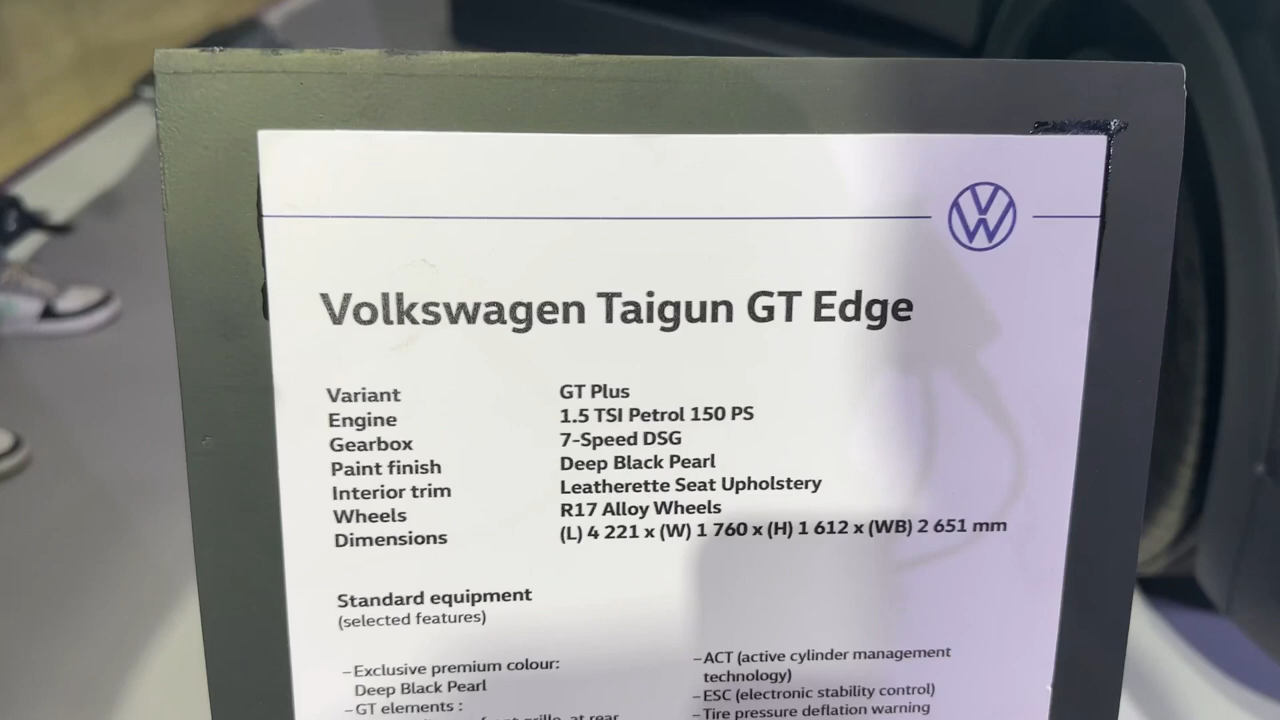 Volkswagen Taigun GT Edge
Variant GT Plus
Engine 1.5 TSI Petrol 150 PS
Gearbox 7-Speed DSG
Paint finish Deep Black Pearl
Interior trim Leatherette Seat Upholstery
Wheels R17 Alloy Wheels
Dimensions (L) 4 221 x (W) 1 760 x (H) 1 612 x (WB) 2 651 mm
Standard equipment
(selected features)
– Exclusive premium colour:
Deep Black Pearl
– GT elements :
grille, at rear
– ACT (active cylinder management
technology)
– ESC (electronic stability control)
– Tire pressure deflation warning